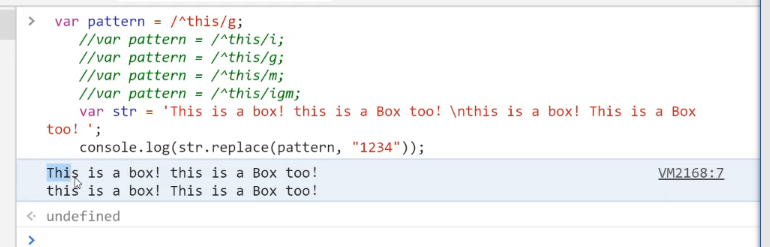 > var pattern = /^this/g;
//var pattern = /^this/i;
//var pattern = /^this/g;
//var pattern = /^this/m;
//var pattern = /^this/igm;
var str = 'This is a box! this is a Box too! \nthis is a box! This is a Box
too! ';
console.log(str.replace(pattern, "1234"));
This is a box! this is a Box too! VM2168:7
this is a box! This is a Box too!
<· undefined
>